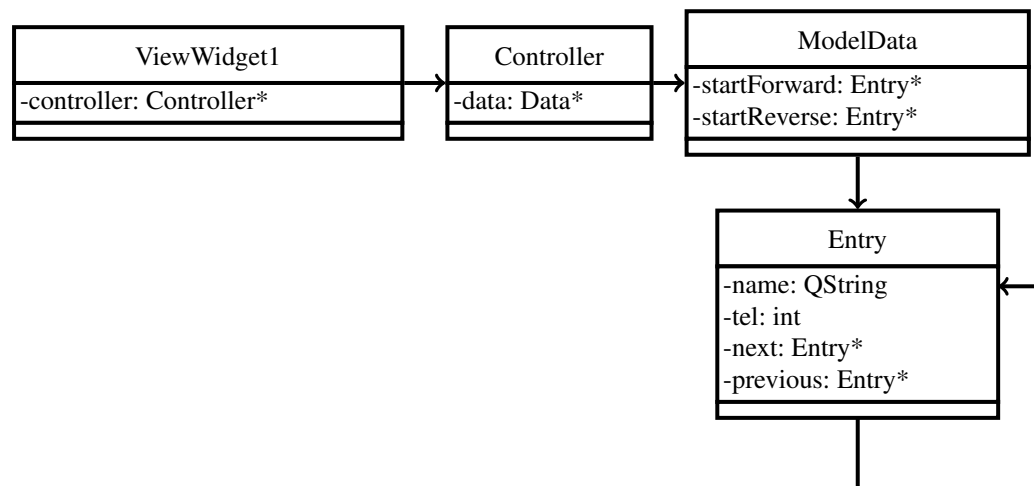 ViewWidget1
-controller: Controller*
Controller
-data: Data*
ModelData
-startForward: Entry*
-startReverse: Entry*
Entry
-name: QString
-tel: int
-next: Entry*
-previous: Entry*